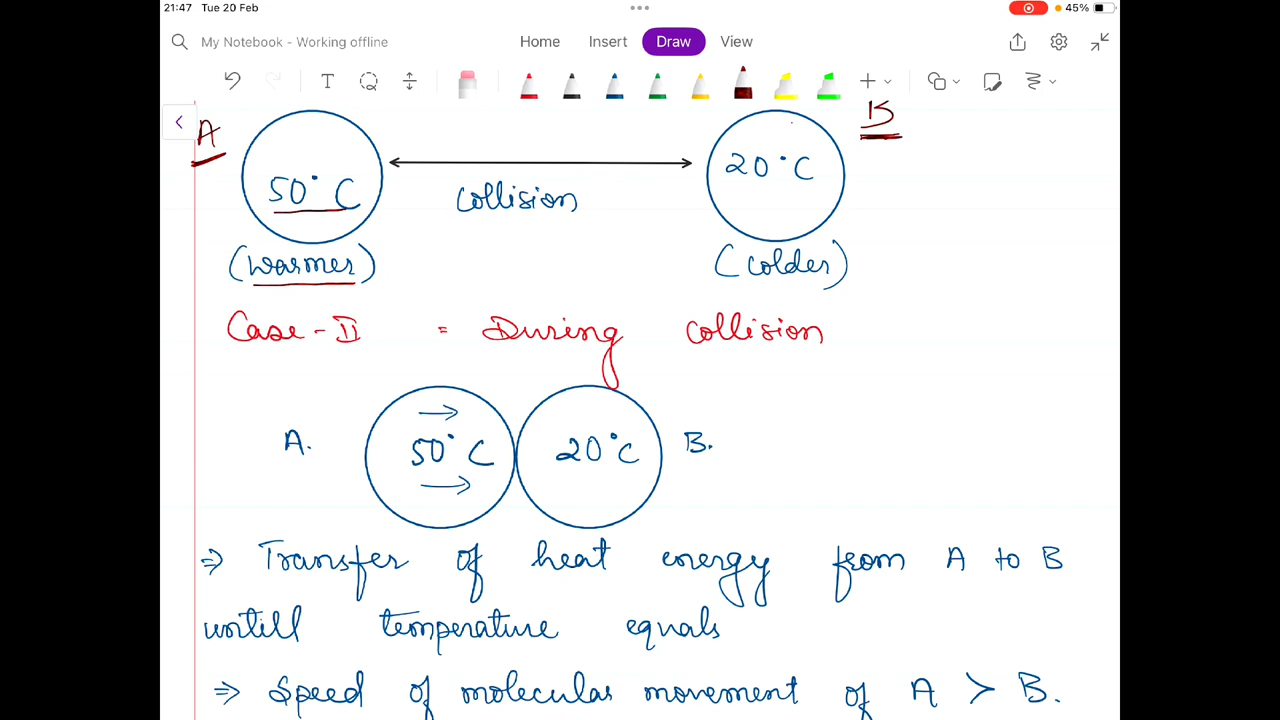 21:47 Tue 20 Feb 45%
My Notebook - Working offline Home Insert Draw View
A B
50° C 20°C
collision
(warmer) (colder)
Case-II = During collision
A. 50°C 20°C B.
⇒ Transfer of heat energy from A to B
untill temperature equals
⇒ Speed of molecular movement of A > B.